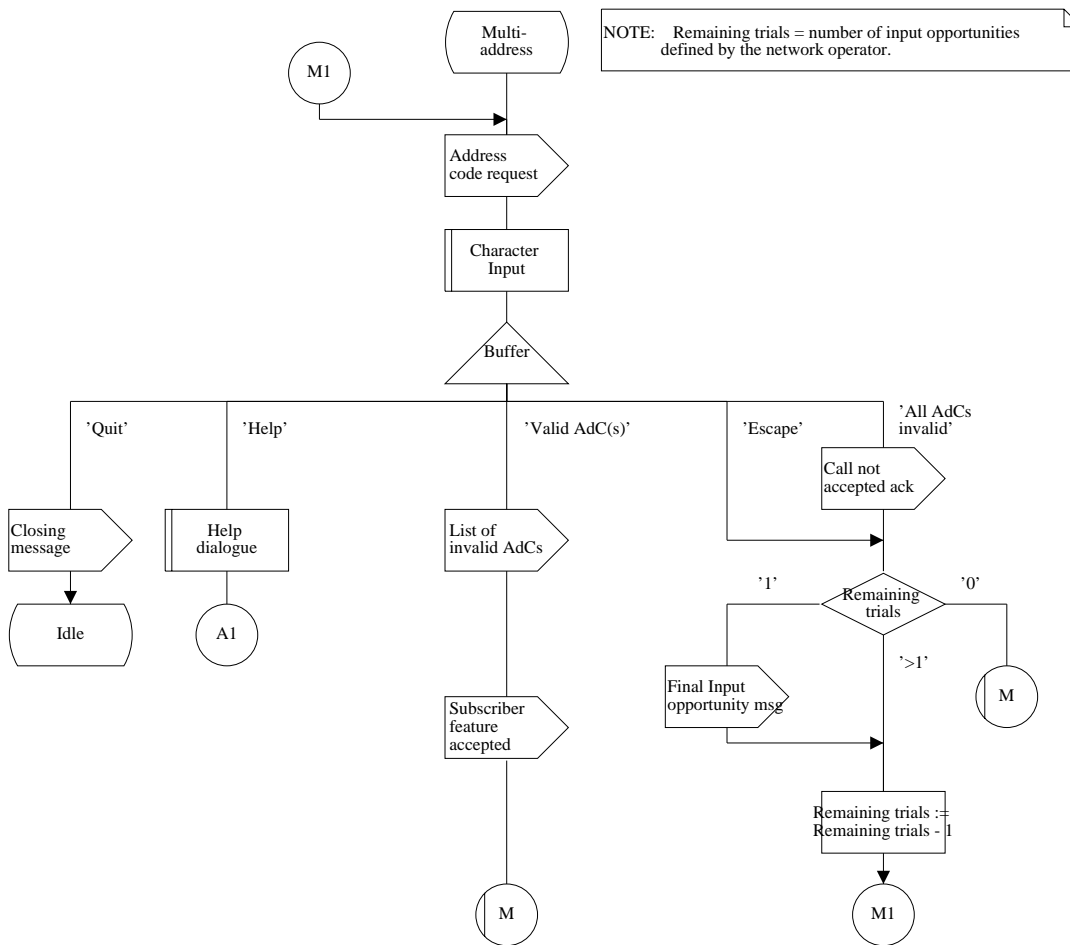 Multi-
address
NOTE: Remaining trials = number of input opportunities
defined by the network operator.
M1
Address
code request
Character
Input
Buffer
'Quit'
'Help'
'Valid AdC(s)'
'Escape'
'All AdCs
invalid'
Call not
accepted ack
Closing
message
Help
dialogue
List of
invalid AdCs
'1'
Remaining
trials
'0'
Idle
A1
'>1'
Final Input
opportunity msg
M
Subscriber
feature
accepted
Remaining trials :=
Remaining trials - 1
M
M1